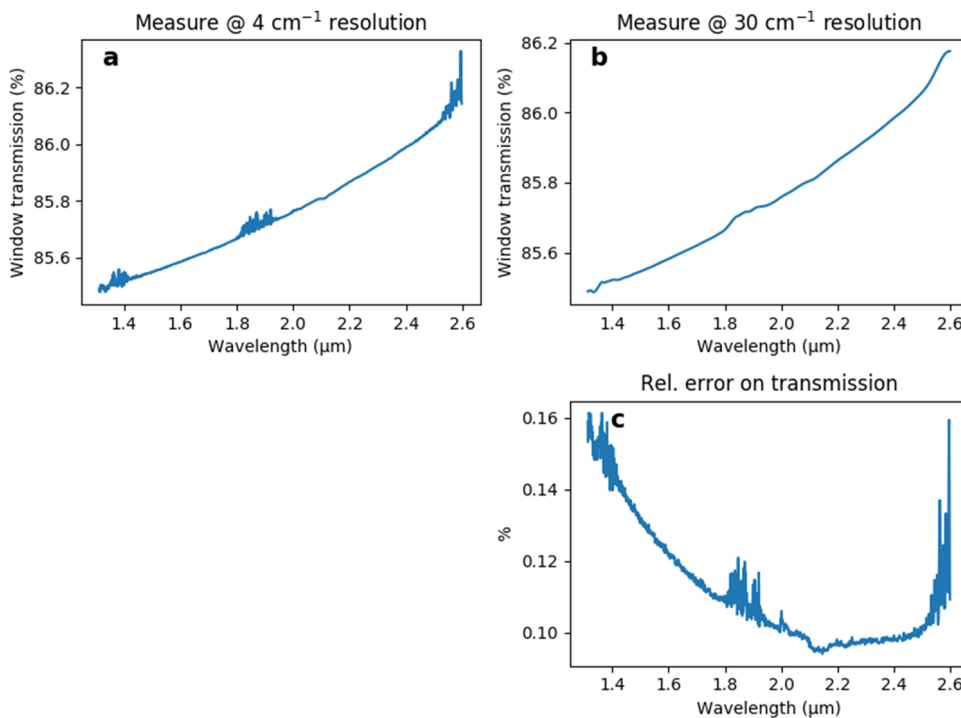 Measure @ 4 cm⁻¹ resolution
a
Window transmission (%)
86.2
86.0
85.8
85.6
1.4 1.6 1.8 2.0 2.2 2.4 2.6
Wavelength (μm)
Measure @ 30 cm⁻¹ resolution
b
Window transmission (%)
86.2
86.0
85.8
85.6
1.4 1.6 1.8 2.0 2.2 2.4 2.6
Wavelength (μm)
Rel. error on transmission
c
%
0.16
0.14
0.12
0.10
1.4 1.6 1.8 2.0 2.2 2.4 2.6
Wavelength (μm)